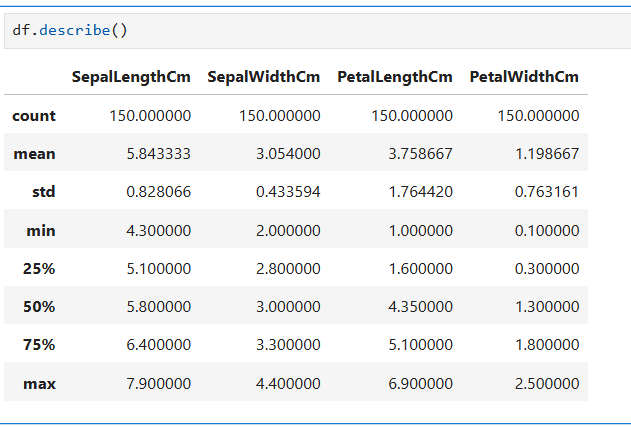 df.describe()
SepalLengthCm SepalWidthCm PetalLengthCm PetalWidthCm
count 150.000000 150.000000 150.000000 150.000000
mean 5.843333 3.054000 3.758667 1.198667
std 0.828066 0.433594 1.764420 0.763161
min 4.300000 2.000000 1.000000 0.100000
25% 5.100000 2.800000 1.600000 0.300000
50% 5.800000 3.000000 4.350000 1.300000
75% 6.400000 3.300000 5.100000 1.800000
max 7.900000 4.400000 6.900000 2.500000